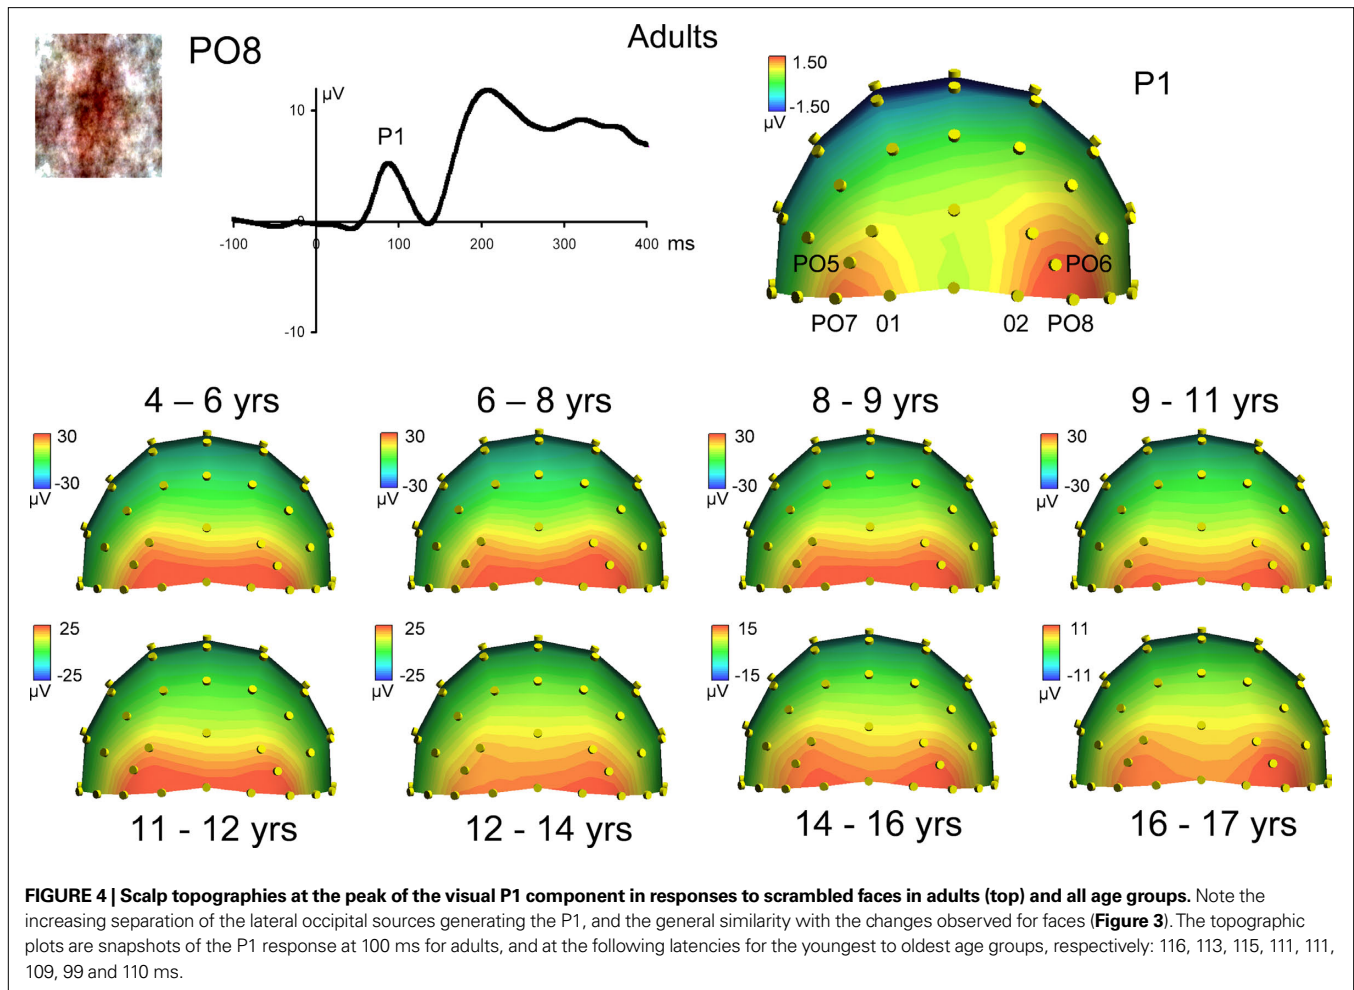 PO8
Adults
P1
µV
10
P1
0
-100
0
100
200
300
400
ms
-10
1.50
-1.50
µV
PO5
PO6
PO7
01
02
PO8
4 – 6 yrs
6 – 8 yrs
8 - 9 yrs
9 - 11 yrs
30
-30
µV
30
-30
µV
30
-30
µV
30
-30
µV
25
-25
µV
25
-25
µV
15
-15
µV
11
-11
µV
11 - 12 yrs
12 - 14 yrs
14 - 16 yrs
16 - 17 yrs
FIGURE 4 | Scalp topographies at the peak of the visual P1 component in responses to scrambled faces in adults (top) and all age groups. Note the
increasing separation of the lateral occipital sources generating the P1, and the general similarity with the changes observed for faces (Figure 3). The topographic
plots are snapshots of the P1 response at 100 ms for adults, and at the following latencies for the youngest to oldest age groups, respectively: 116, 113, 115, 111, 111,
109, 99 and 110 ms.